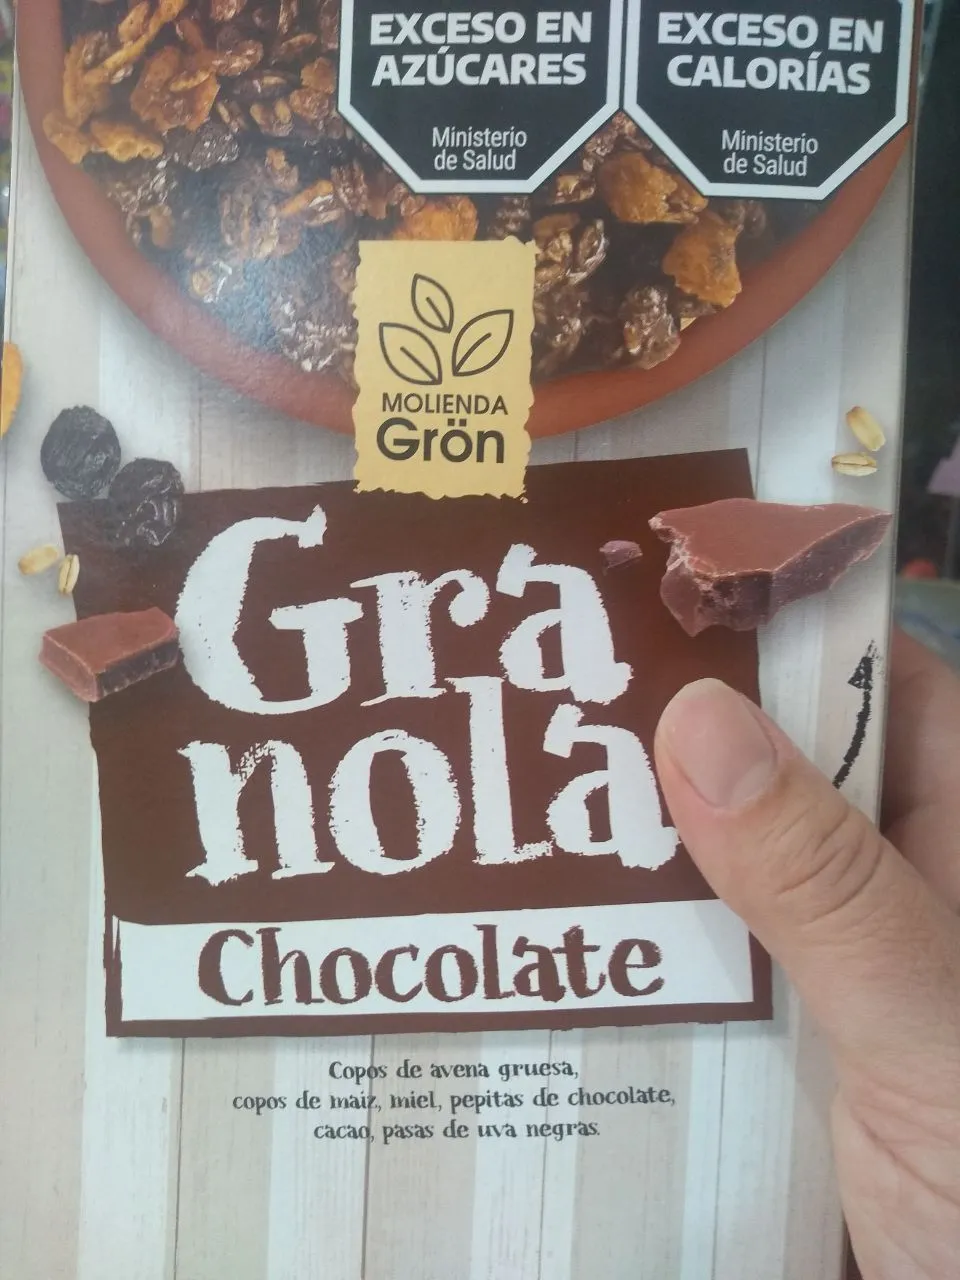 EXCESO EN
AZÚCARES
Ministerio
de Salud
EXCESO EN
CALORÍAS
Ministerio
de Salud
MOLIENDA
Grön
Gra
nola
Chocolate
Copos de avena gruesa,
copos de maíz, miel, pepitas de chocolate,
cacao, pasas de uva negras.